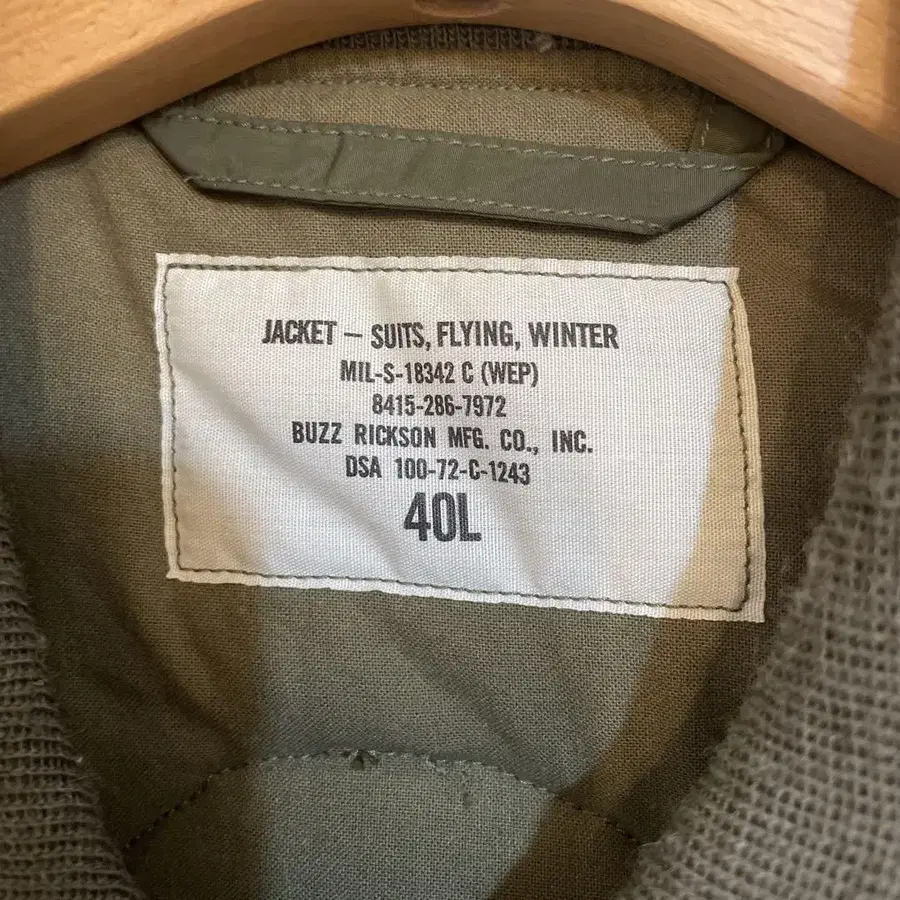 JACKET – SUITS, FLYING, WINTER
MIL-S-18342 C (WEP)
8415-286-7972
BUZZ RICKSON MFG. CO., INC.
DSA 100-72-C-1243
40L